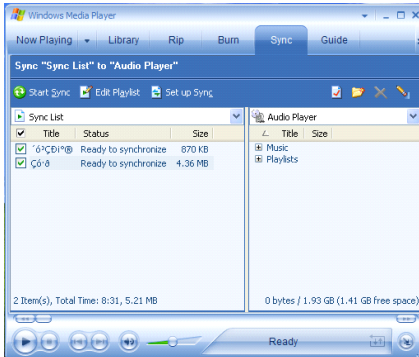 Windows Media Player
Now Playing Library Rip Burn Sync Guide
Sync "Sync List" to "Audio Player"
Start Sync Edit Playlist Set up Sync
Sync List
Audio Player
Title Status Size
Title Size
´ó³ÇÐ¡°® Ready to synchronize 870 KB
Çó·ð Ready to synchronize 4.36 MB
Music
Playlists
2 Item(s), Total Time: 8:31, 5.21 MB
0 bytes / 1.93 GB (1.41 GB free space)
Ready